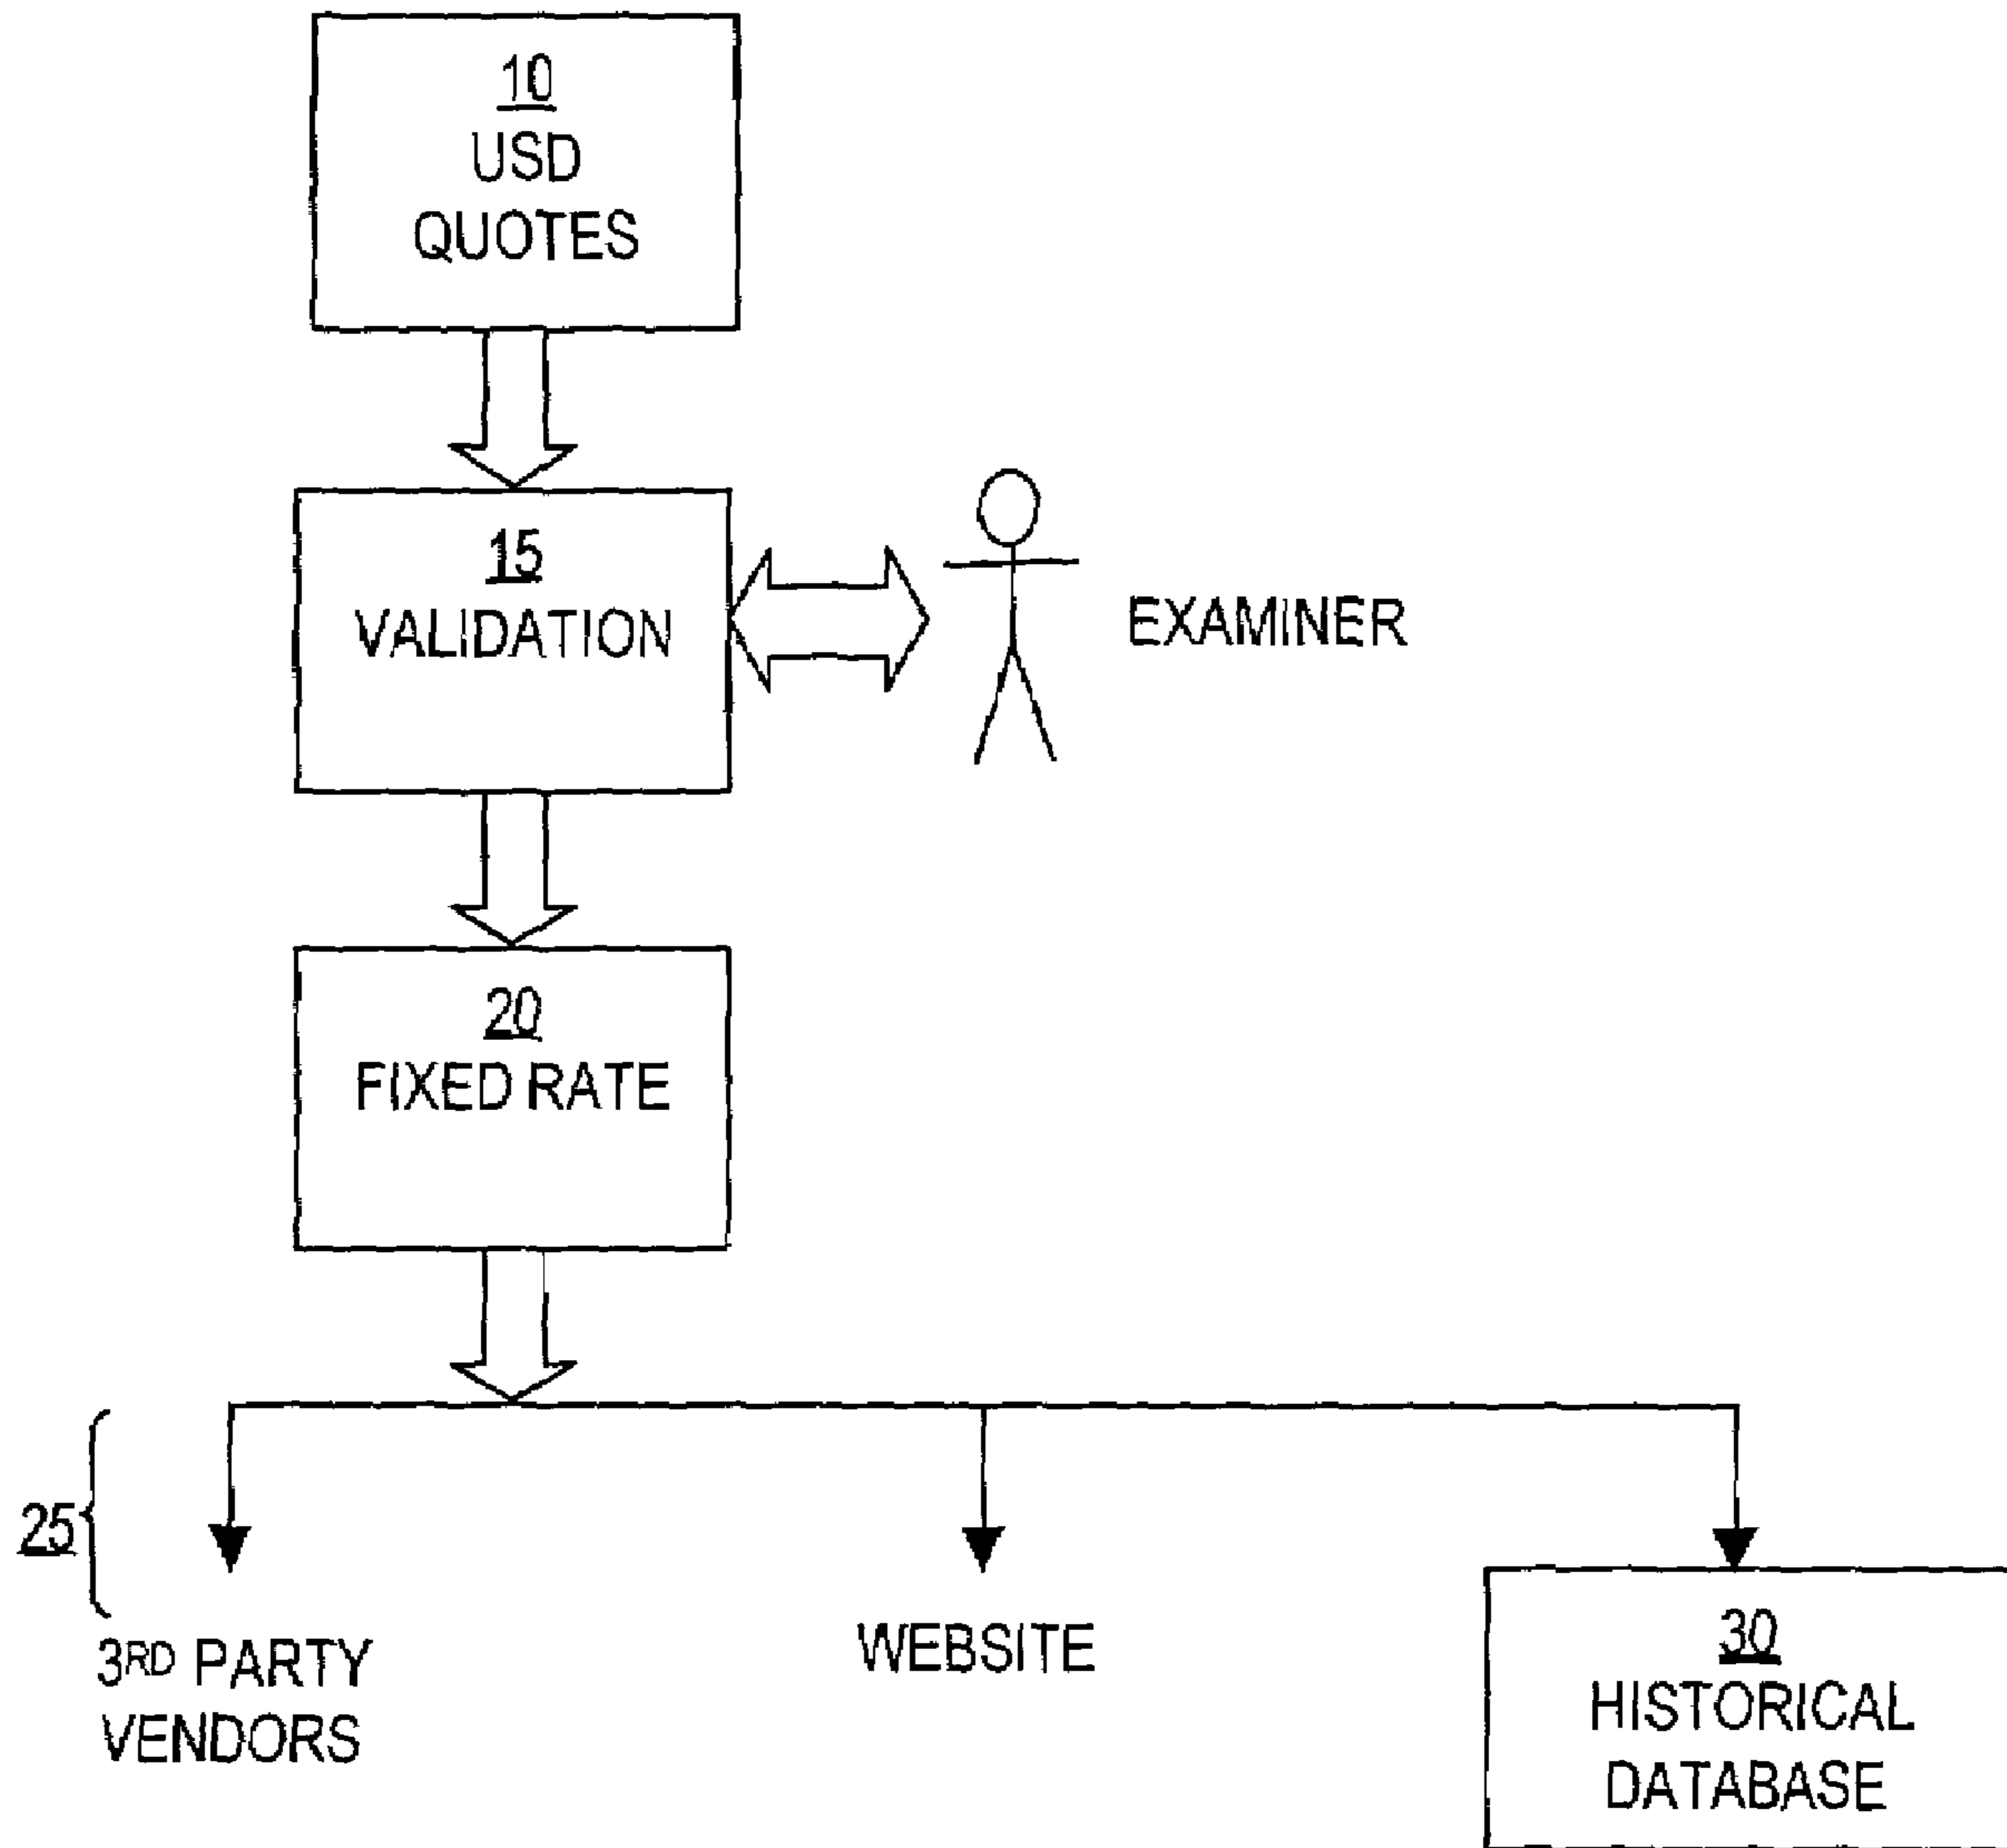 10
USD
QUOTES
15
VALIDATION
EXAMINER
20
FIXED RATE
25
3RD PARTY
VENDORS
WEBSITE
30
HISTORICAL
DATABASE